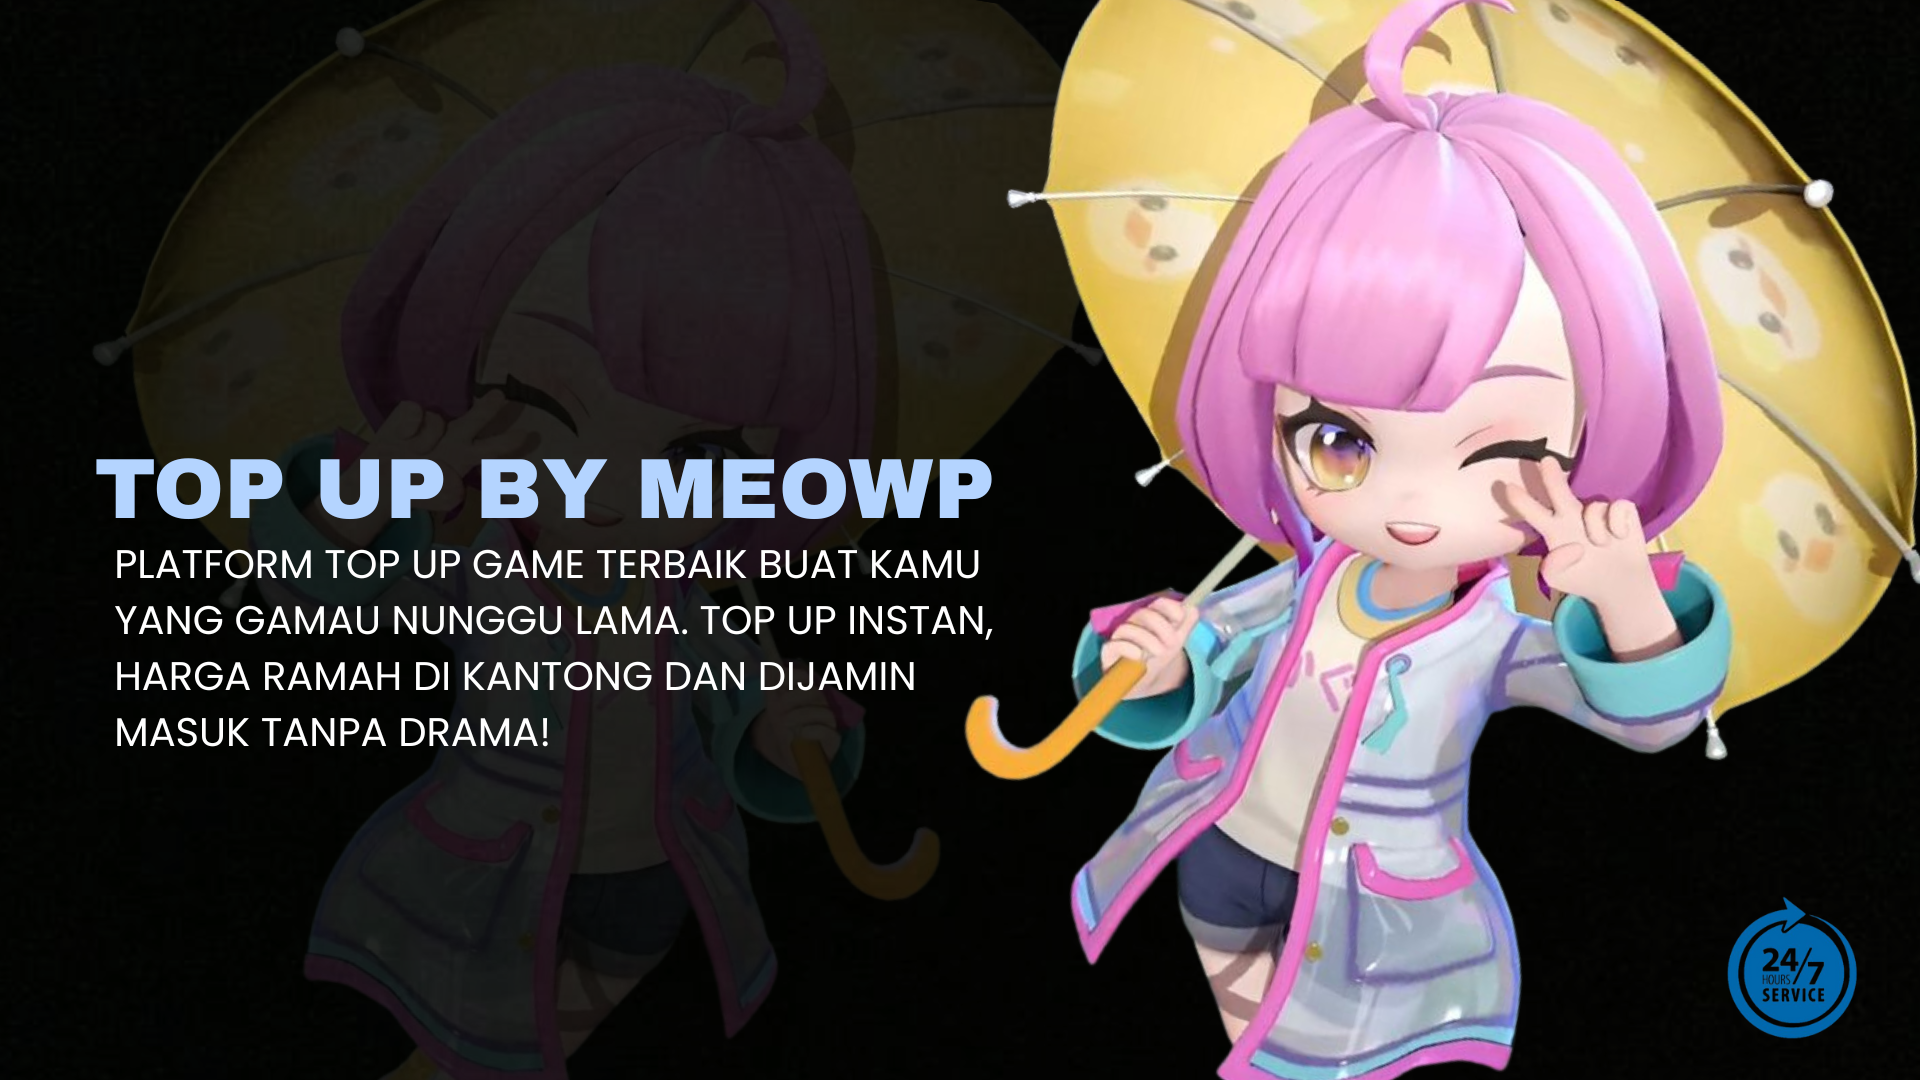 TOP UP BY MEOWP
PLATFORM TOP UP GAME TERBAIK BUAT KAMU
YANG GAMAU NUNGGU LAMA. TOP UP INSTAN,
HARGA RAMAH DI KANTONG DAN DIJAMIN
MASUK TANPA DRAMA!
24/7
HOURS
SERVICE